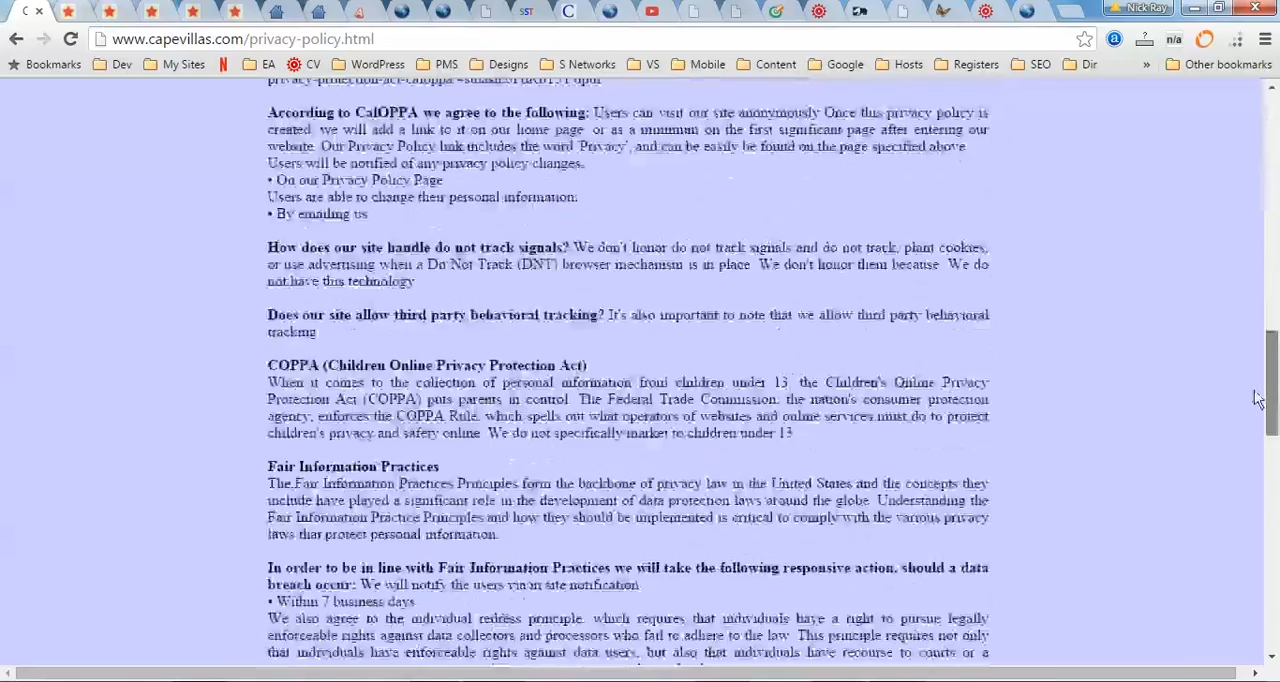 Nick Ray
C
SST
C
www.capevillas.com/privacy-policy.html
n/a
Bookmarks Dev My Sites EA CV WordPress PMS Designs S Networks VS Mobile Content Google Hosts Registers SEO Dir » Other bookmarks
According to CalOPPA we agree to the following: Users can visit our site anonymously Once this privacy policy is
created, we will add a link to it on our home page, or as a minimum on the first significant page after entering our
website. Our Privacy Policy link includes the word 'Privacy', and can be easily be found on the page specified above.
Users will be notified of any privacy policy changes:
• On our Privacy Policy Page
Users are able to change their personal information:
• By emailing us
How does our site handle do not track signals? We don't honor do not track signals and do not track, plant cookies,
or use advertising when a Do Not Track (DNT) browser mechanism is in place. We don't honor them because: We do
not have this technology
Does our site allow third party behavioral tracking? It's also important to note that we allow third party behavioral
tracking
COPPA (Children Online Privacy Protection Act)
When it comes to the collection of personal information from children under 13, the Children's Online Privacy
Protection Act (COPPA) puts parents in control. The Federal Trade Commission, the nation's consumer protection
agency, enforces the COPPA Rule, which spells out what operators of websites and online services must do to protect
children's privacy and safety online. We do not specifically market to children under 13.
Fair Information Practices
The Fair Information Practices Principles form the backbone of privacy law in the United States and the concepts they
include have played a significant role in the development of data protection laws around the globe. Understanding the
Fair Information Practice Principles and how they should be implemented is critical to comply with the various privacy
laws that protect personal information.
In order to be in line with Fair Information Practices we will take the following responsive action, should a data
breach occur: We will notify the users via on site notification
• Within 7 business days
We also agree to the individual redress principle, which requires that individuals have a right to pursue legally
enforceable rights against data collectors and processors who fail to adhere to the law. This principle requires not only
that individuals have enforceable rights against data users, but also that individuals have recourse to courts or a